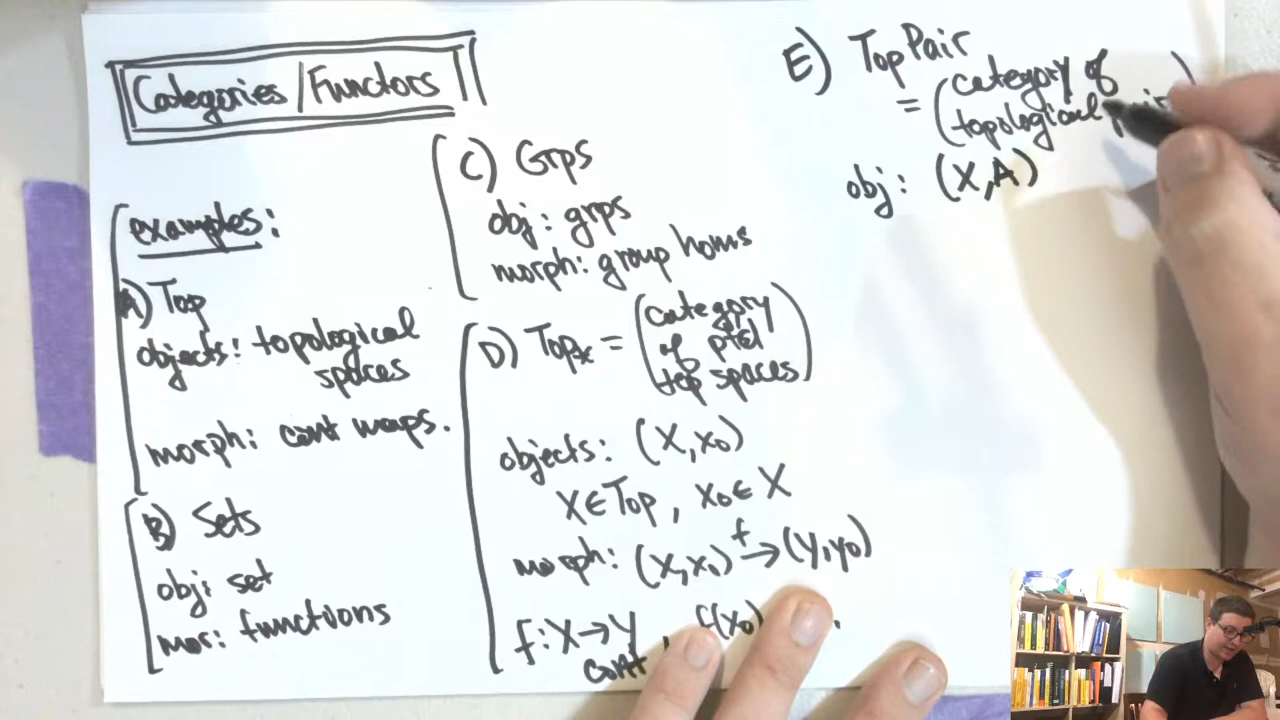 Categories / Functors
examples:
A) Top
objects: topological
spaces
morph: cont maps.
B) Sets
obj: set
mor: functions
C) Grps
obj: grps
morph: group homs
D) Top* = (category
of ptd
top spaces)
objects: (X, x0)
X ∈ Top, x0 ∈ X
morph: (X, x0) →f (Y, y0)
f: X → Y, f(x0)
cont
E) TopPair
= (category of
topological
obj: (X, A)